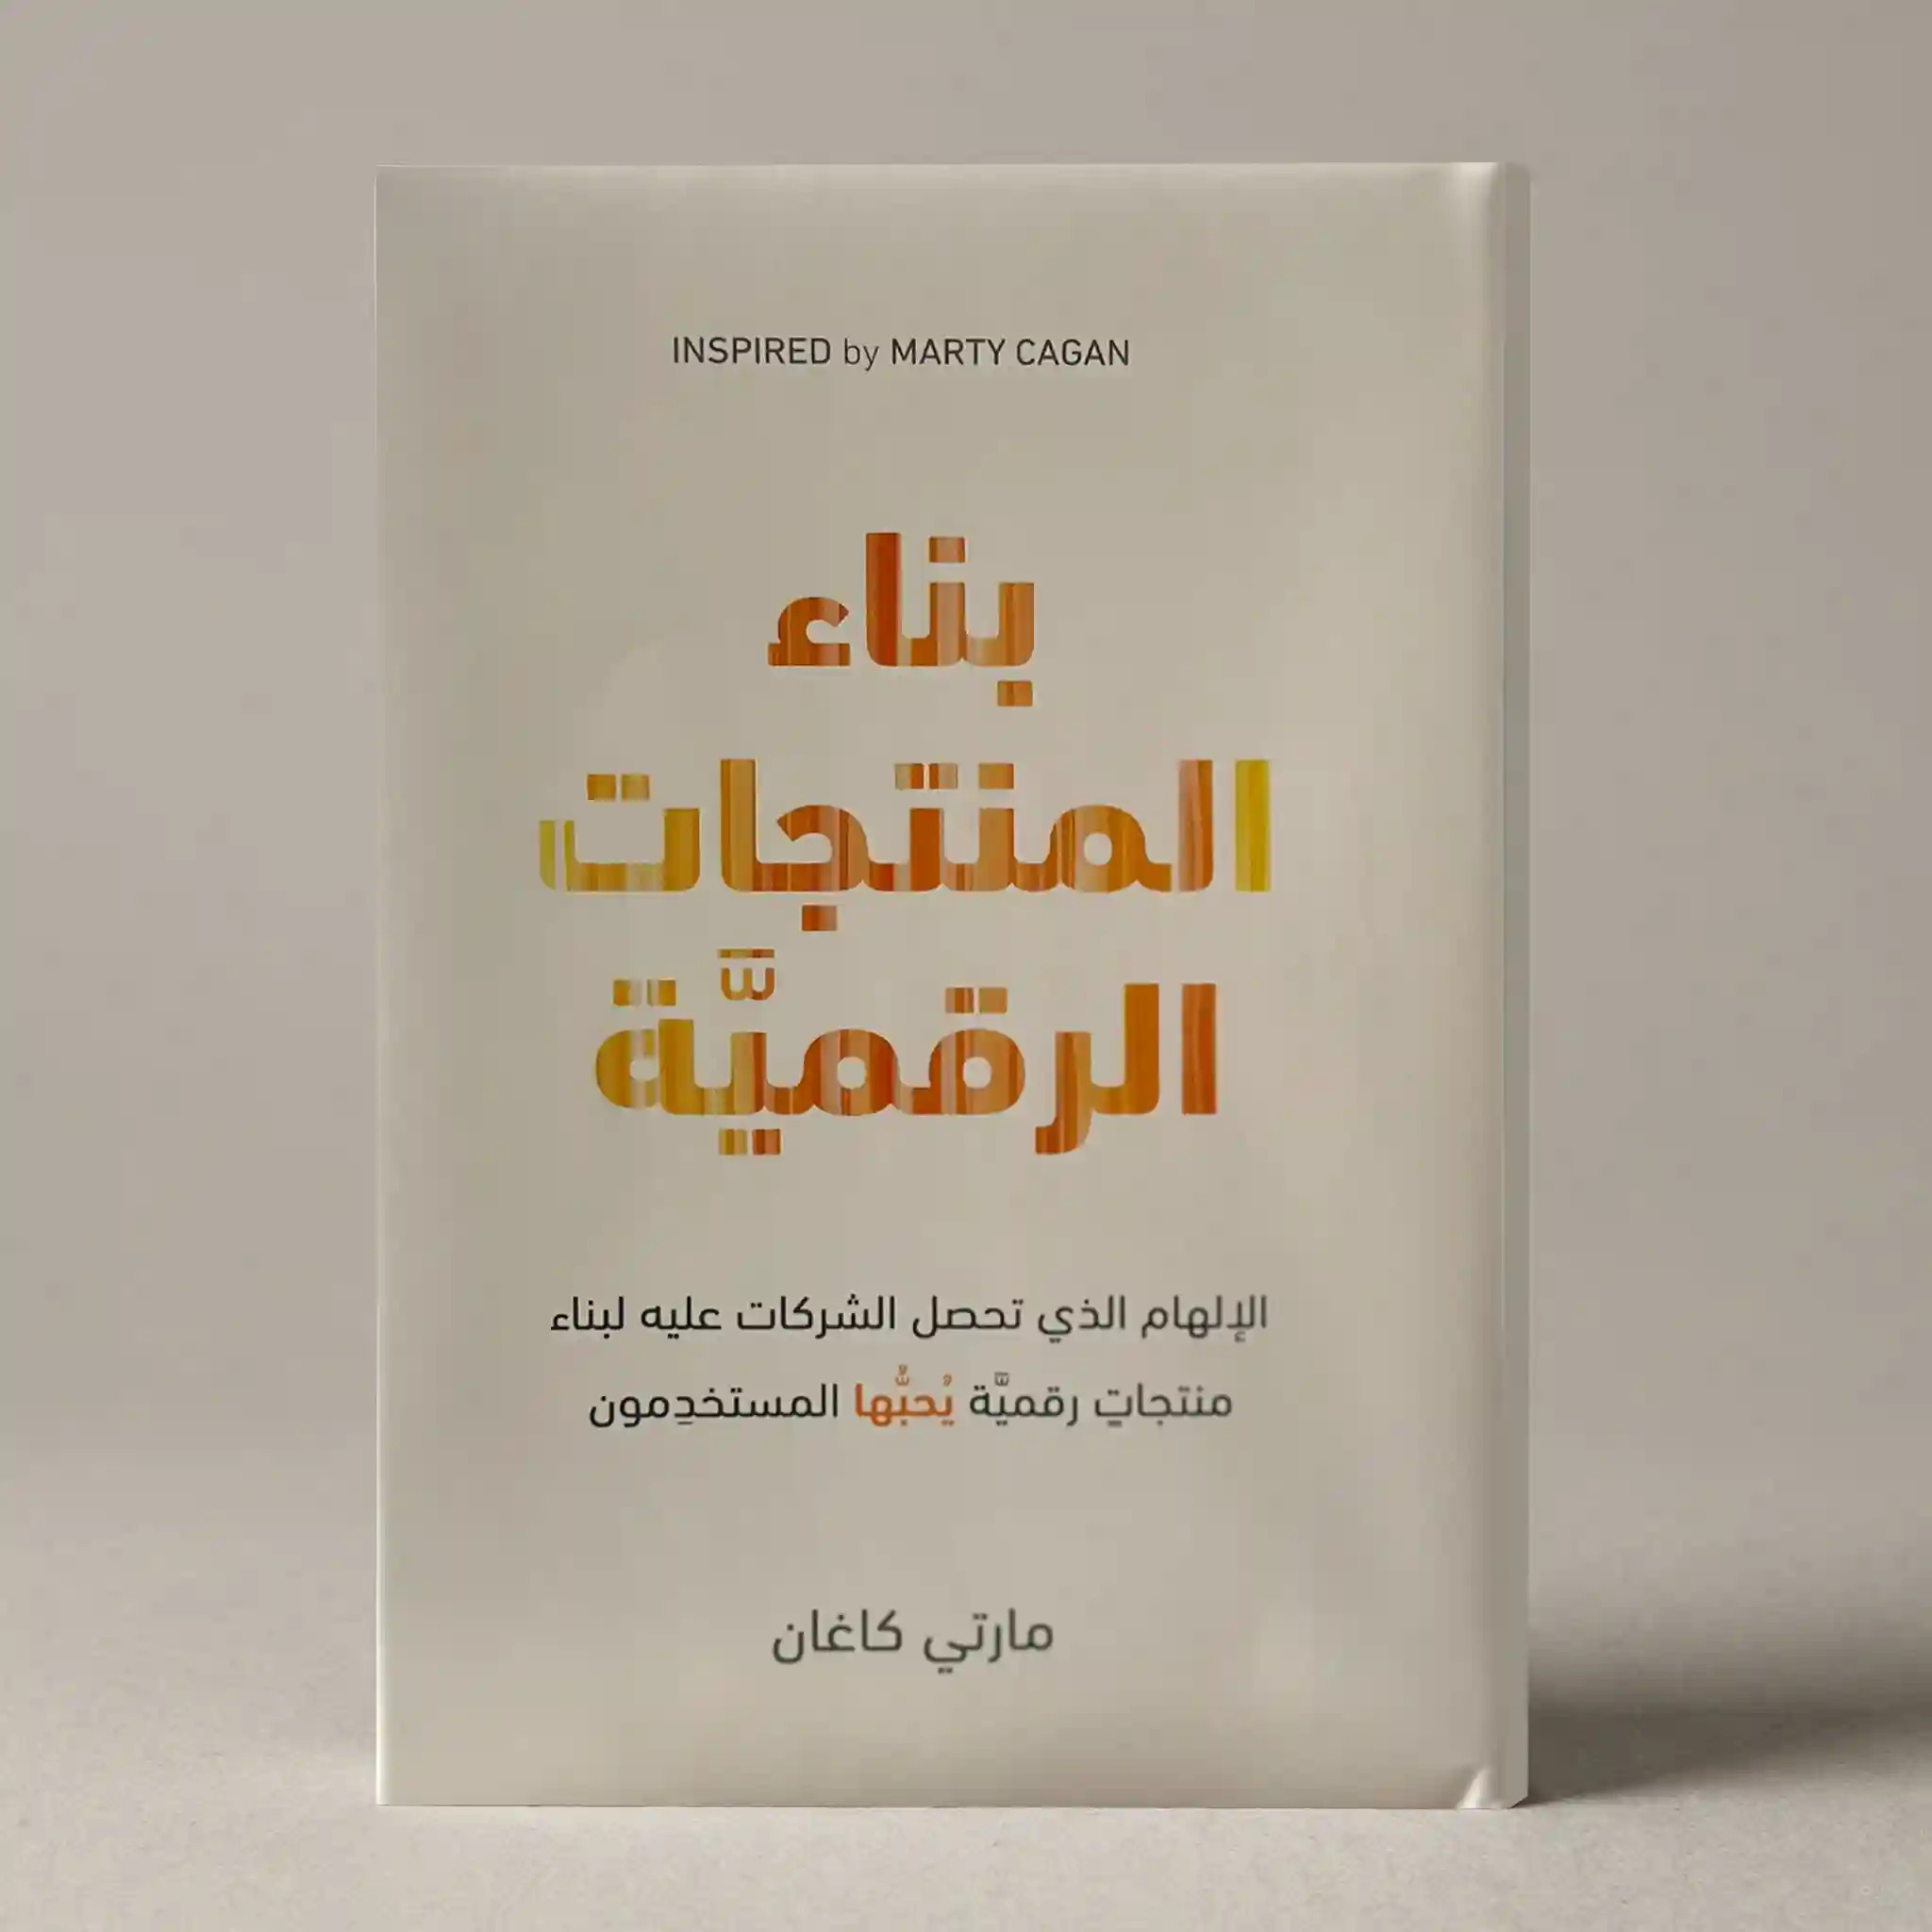 INSPIRED by MARTY CAGAN
بناء
المنتجات
الرقميَّة
الإلهام الذي تحصل الشركات عليه لبناء
منتجاتٍ رقميَّة يُحبُّها المستخدِمون
مارتي كاغان